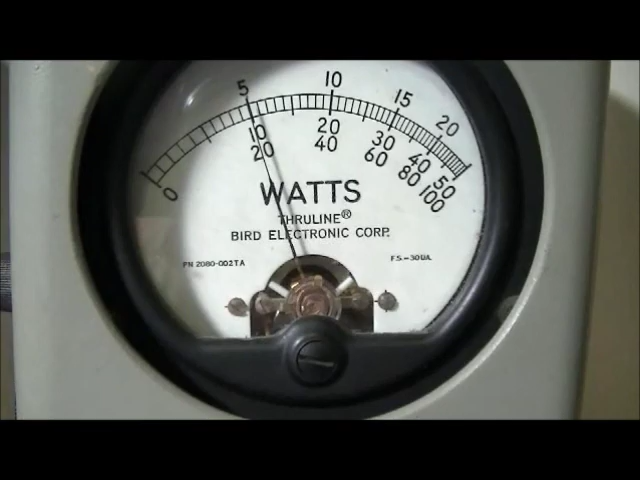 5 10 15 20 25
0 10 20 30 40 50
20 40 60 80 100
WATTS
THRULINE®
BIRD ELECTRONIC CORP.
PN 2080-002TA F.S.=30UA.